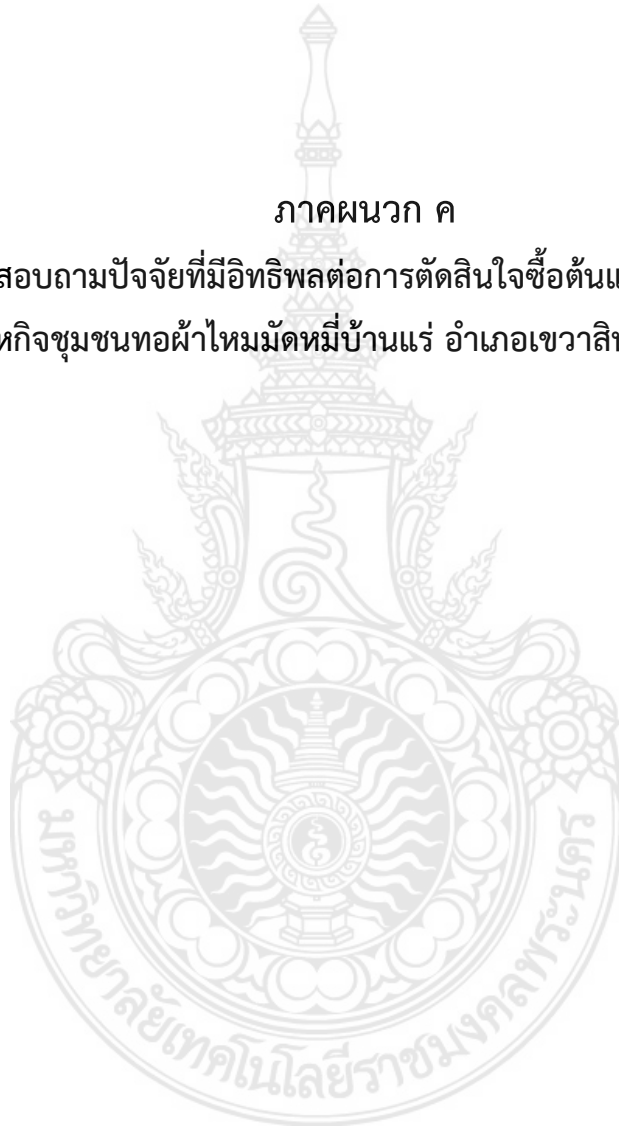 ภาคผนวก ค
สอบถามปัจจัยที่มีอิทธิพลต่อการตัดสินใจซื้อต้นแ
หกิจชุมชนทอผ้าไหมมัดหมี่บ้านแร่ อำเภอเขวาสิน
มหาวิทยาลัยเทคโนโลยีราชมงคลพระนคร